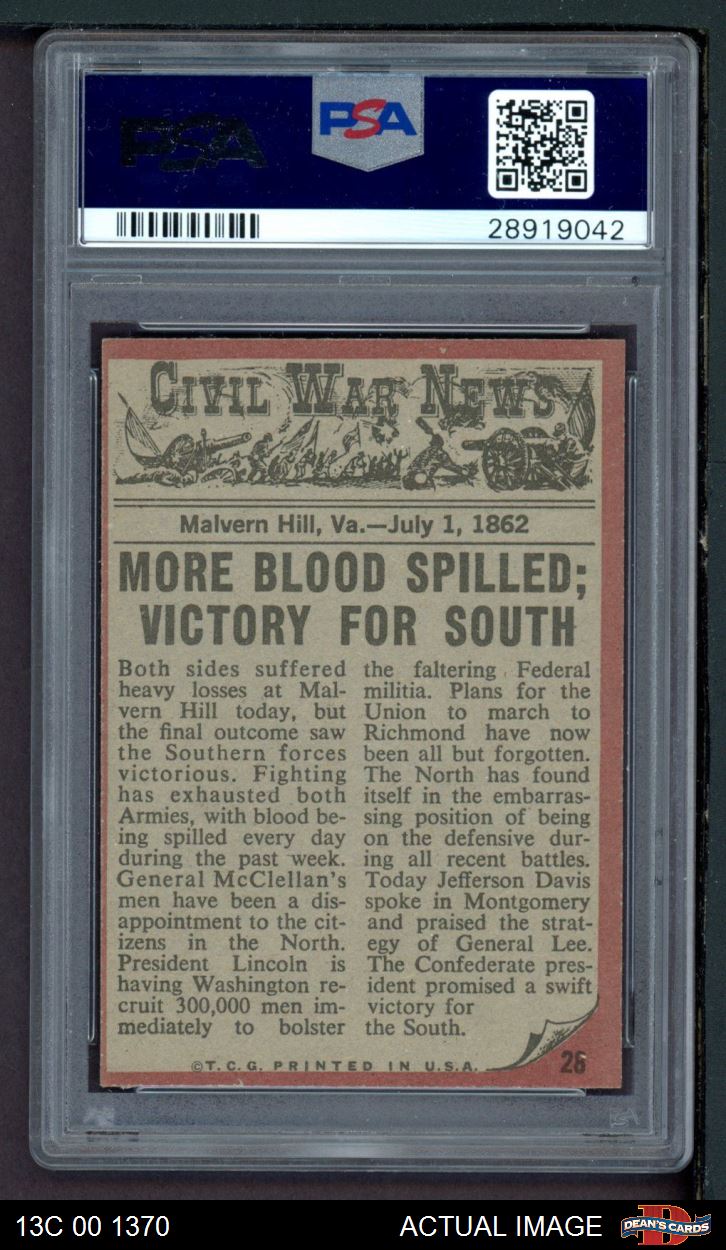 PSA
PSA
28919042
CIVIL WAR NEWS
Malvern Hill, Va.—July 1, 1862
MORE BLOOD SPILLED;
VICTORY FOR SOUTH
Both sides suffered
heavy losses at Mal-
vern Hill today, but
the final outcome saw
the Southern forces
victorious. Fighting
has exhausted both
Armies, with blood be-
ing spilled every day
during the past week.
General McClellan's
men have been a dis-
appointment to the cit-
izens in the North.
President Lincoln is
having Washington re-
cruit 300,000 men im-
mediately to bolster
the faltering Federal
militia. Plans for the
Union to march to
Richmond have now
been all but forgotten.
The North has found
itself in the embarras-
sing position of being
on the defensive dur-
ing all recent battles.
Today Jefferson Davis
spoke in Montgomery
and praised the strat-
egy of General Lee.
The Confederate pres-
ident promised a swift
victory for
the South.
©T.C.G. PRINTED IN U.S.A.
26
PSA
13C 00 1370
ACTUAL IMAGE
DEAN'S CARDS